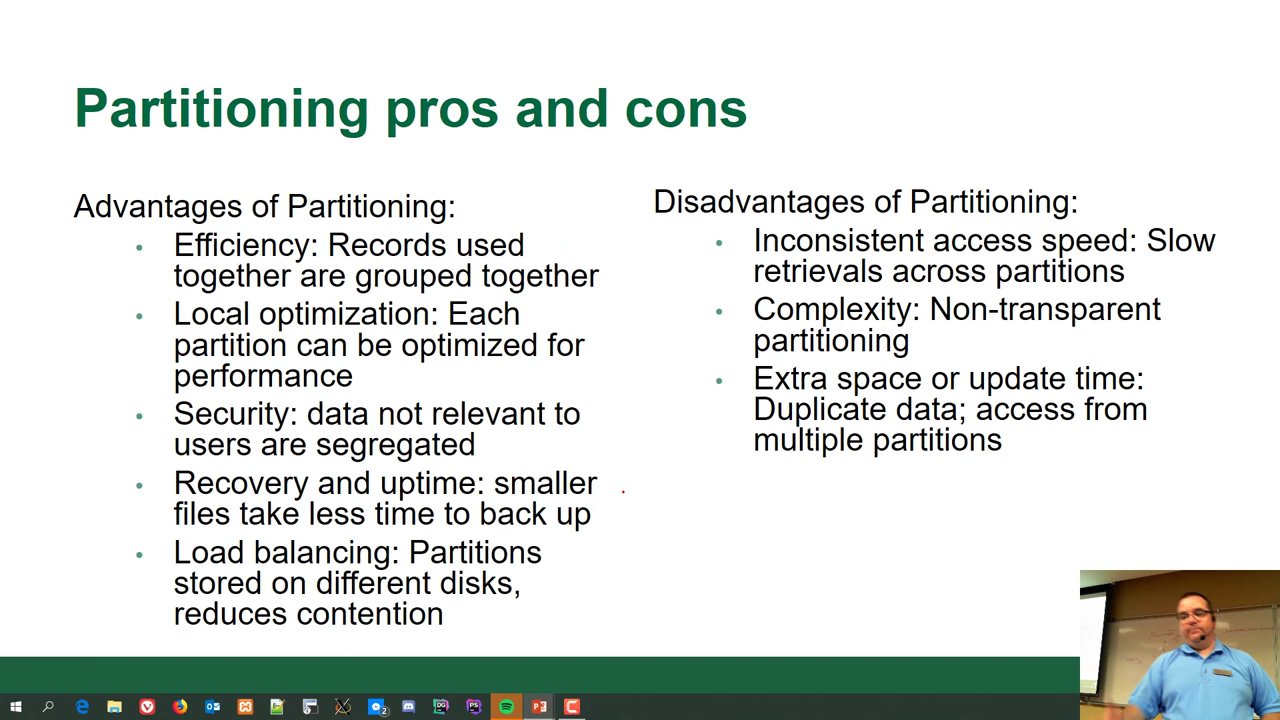 Partitioning pros and cons
Advantages of Partitioning:
• Efficiency: Records used
together are grouped together
• Local optimization: Each
partition can be optimized for
performance
• Security: data not relevant to
users are segregated
• Recovery and uptime: smaller
files take less time to back up
• Load balancing: Partitions
stored on different disks,
reduces contention
Disadvantages of Partitioning:
• Inconsistent access speed: Slow
retrievals across partitions
• Complexity: Non-transparent
partitioning
• Extra space or update time:
Duplicate data; access from
multiple partitions
2
DG
PS